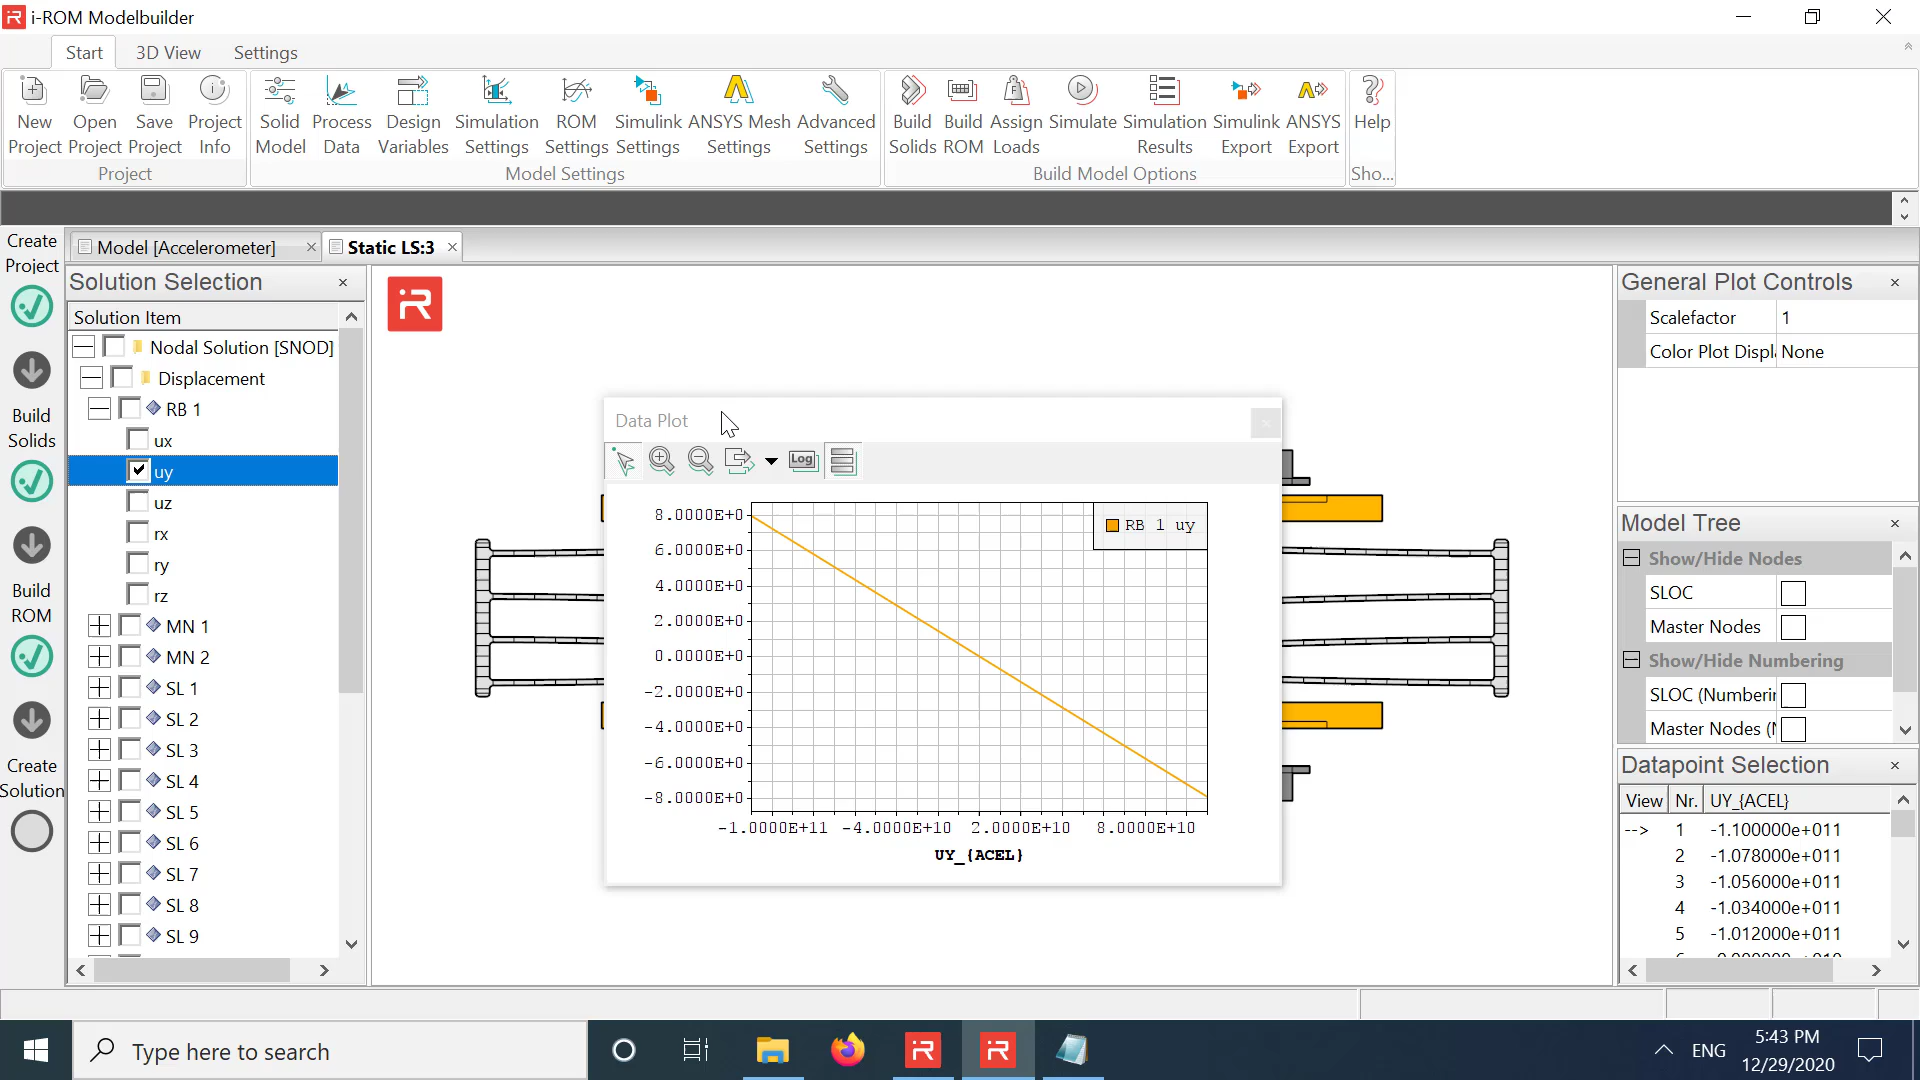 i-ROM Modelbuilder
Start 3D View Settings
New Project
Open Project
Save Project
Project Info
Project
Solid Model
Process Data
Design Variables
Simulation Settings
ROM Settings
Simulink Settings
ANSYS Mesh Settings
Advanced Settings
Model Settings
Build Solids
Build ROM
Assign Loads
Simulate
Simulation Results
Simulink Export
ANSYS Export
Build Model Options
Help
Sho...
Create Project
Build Solids
Build ROM
Create Solution
Model [Accelerometer]
Static LS:3
Solution Selection
Solution Item
Nodal Solution [SNOD]
Displacement
RB 1
ux
uy
uz
rx
ry
rz
MN 1
MN 2
SL 1
SL 2
SL 3
SL 4
SL 5
SL 6
SL 7
SL 8
SL 9
iR
Data Plot
Log
RB 1 uy
8.0000E+0
6.0000E+0
4.0000E+0
2.0000E+0
0.0000E+0
-2.0000E+0
-4.0000E+0
-6.0000E+0
-8.0000E+0
-1.0000E+11 -4.0000E+10 2.0000E+10 8.0000E+10
UY_{ACEL}
General Plot Controls
Scalefactor 1
Color Plot Displ None
Model Tree
Show/Hide Nodes
SLOC
Master Nodes
Show/Hide Numbering
SLOC (Numberin
Master Nodes (N
Datapoint Selection
View Nr. UY_{ACEL}
--> 1 -1.100000e+011
2 -1.078000e+011
3 -1.056000e+011
4 -1.034000e+011
5 -1.012000e+011
Type here to search
ENG
5:43 PM
12/29/2020